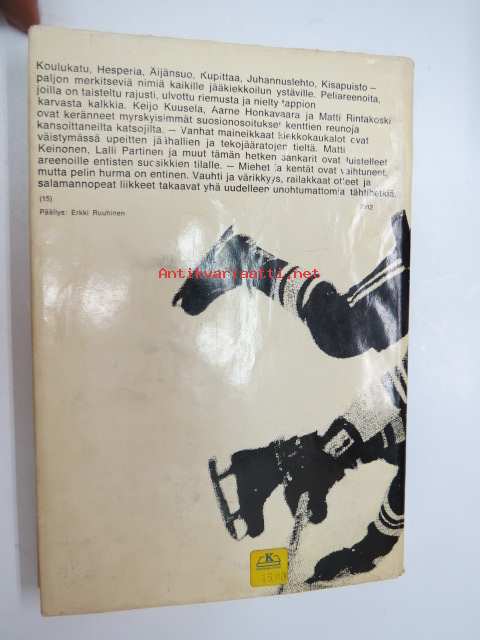 Koulukatu, Hesperia, Äijänsuo, Kupittaa, Juhannuslehto, Kisapuisto –
paljon merkitseviä nimiä kaikille jääkiekkoilun ystäville. Peliareenoita,
joilla on taisteltu rajusti, ulvottu riemusta ja nielty tappion
karvasta kalkkia. Keijo Kuusela, Aarne Honkavaara ja Matti Rintakoski
ovat keränneet myrskyisimmät suosionosoitukset kenttien reunoja
kansoittaneilta katsojilta. – Vanhat maineikkaat kiekkokaukalot ovat
väistymässä upeitten jäähallien ja tekojääratojen tieltä. Matti
Keinonen, Lalli Partinen ja muut tämän hetken sankarit ovat luistelleet
areenoille entisten suosikkien tilalle. – Miehet ja kentät ovat vaihtuneet,
mutta pelin hurma on entinen. Vauhti ja värikkyys, railakkaat otteet ja
salamannopeat liikkeet takaavat yhä uudelleen unohtumattomia tähtihetkiä.
(15)
Päällys: Erkki Ruuhinen
Antikvariaatti.net
K